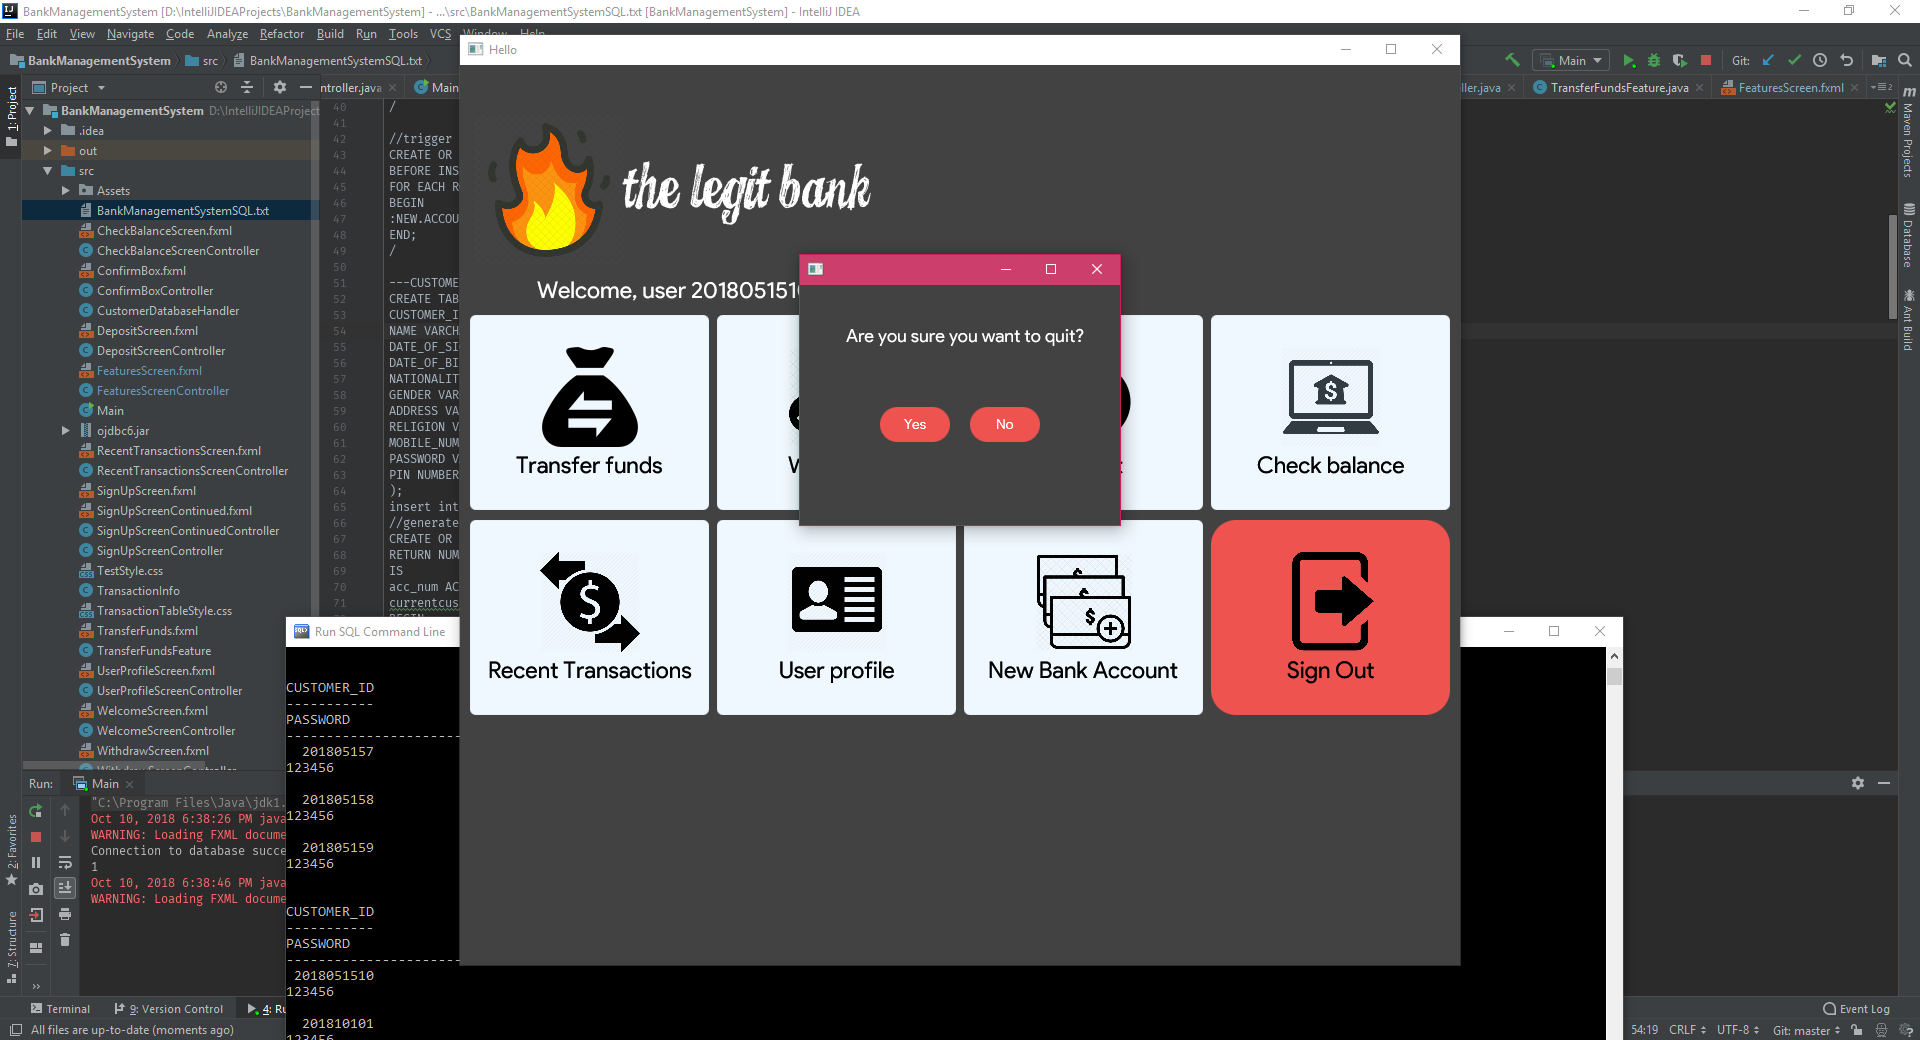 BankManagementSystem [D:\IntelliJIDEAProjects\BankManagementSystem] - ...\src\BankManagementSystemSQL.txt [BankManagementSystem] - IntelliJ IDEA
File Edit View Navigate Code Analyze Refactor Build Run Tools VCS Window Help
BankManagementSystem src BankManagementSystemSQL.txt
Main
Git:
Project
ntroller.java
Main
ller.java
TransferFundsFeature.java
FeaturesScreen.fxml
1: Project
BankManagementSystem D:\IntelliJIDEAProject
.idea
out
src
Assets
BankManagementSystemSQL.txt
CheckBalanceScreen.fxml
CheckBalanceScreenController
ConfirmBox.fxml
ConfirmBoxController
CustomerDatabaseHandler
DepositScreen.fxml
DepositScreenController
FeaturesScreen.fxml
FeaturesScreenController
Main
ojdbc6.jar
RecentTransactionsScreen.fxml
RecentTransactionsScreenController
SignUpScreen.fxml
SignUpScreenContinued.fxml
SignUpScreenContinuedController
SignUpScreenController
TestStyle.css
TransactionInfo
TransactionTableStyle.css
TransferFunds.fxml
TransferFundsFeature
UserProfileScreen.fxml
UserProfileScreenController
WelcomeScreen.fxml
WelcomeScreenController
WithdrawScreen.fxml
40 /
41
42 //trigger
43 CREATE OR
44 BEFORE INS
45 FOR EACH R
46 BEGIN
47 :NEW.ACCOU
48 END;
49 /
50
51 ---CUSTOME
52 CREATE TAB
53 CUSTOMER_I
54 NAME VARCH
55 DATE_OF_SI
56 DATE_OF_BI
57 NATIONALIT
58 GENDER VAR
59 ADDRESS VA
60 RELIGION V
61 MOBILE_NUM
62 PASSWORD V
63 PIN NUMBER
64 );
65 insert int
66 //generate
67 CREATE OR
68 RETURN NUM
69 IS
70 acc_num AC
71 currentcus
Hello
the legit bank
Welcome, user 2018051510
Are you sure you want to quit?
Yes No
Transfer funds
W
t
Check balance
Recent Transactions
User profile
New Bank Account
Sign Out
Maven Projects
Database
Ant Build
Run SQL Command Line
CUSTOMER_ID
-----------
PASSWORD
----------------------
201805157
123456
201805158
123456
201805159
123456
CUSTOMER_ID
-----------
PASSWORD
----------------------
2018051510
123456
201810101
123456
Run: Main
"C:\Program Files\Java\jdk1.
Oct 10, 2018 6:38:26 PM java
WARNING: Loading FXML docume
Connection to database succe
1
Oct 10, 2018 6:38:46 PM java
WARNING: Loading FXML docume
2: Favorites
7: Structure
Terminal 9: Version Control 4: Ru
Event Log
All files are up-to-date (moments ago)
54:19 CRLF UTF-8 Git: master